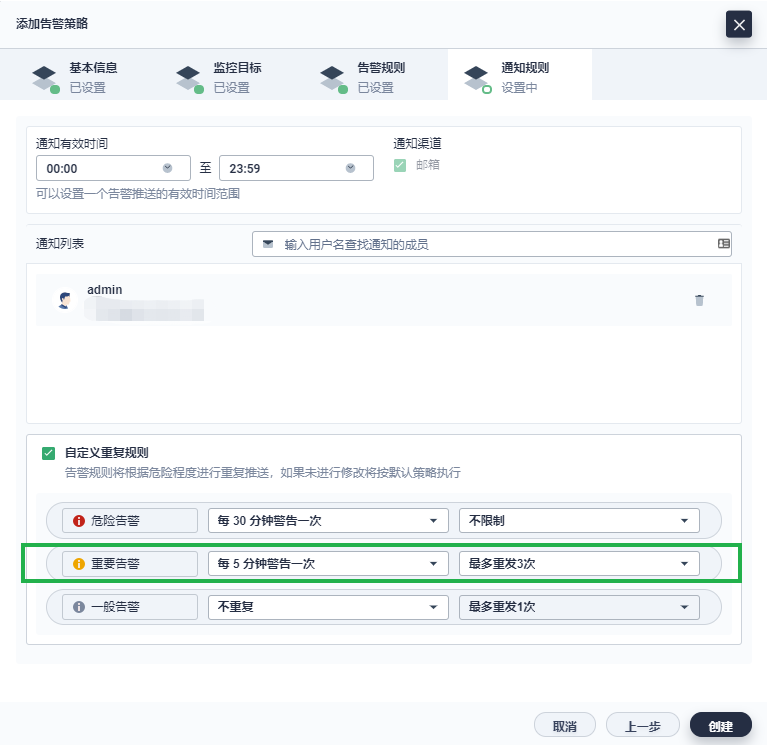 添加告警策略
基本信息
已设置
监控目标
已设置
告警规则
已设置
通知规则
设置中
通知有效时间
通知渠道
00:00 至 23:59
邮箱
可以设置一个告警推送的有效时间范围
通知列表
输入用户名查找通知的成员
admin
自定义重复规则
告警规则将根据危险程度进行重复推送，如果未进行修改将按默认策略执行
危险告警 每 30 分钟警告一次 不限制
重要告警 每 5 分钟警告一次 最多重发3次
一般告警 不重复 最多重发1次
取消 上一步 创建